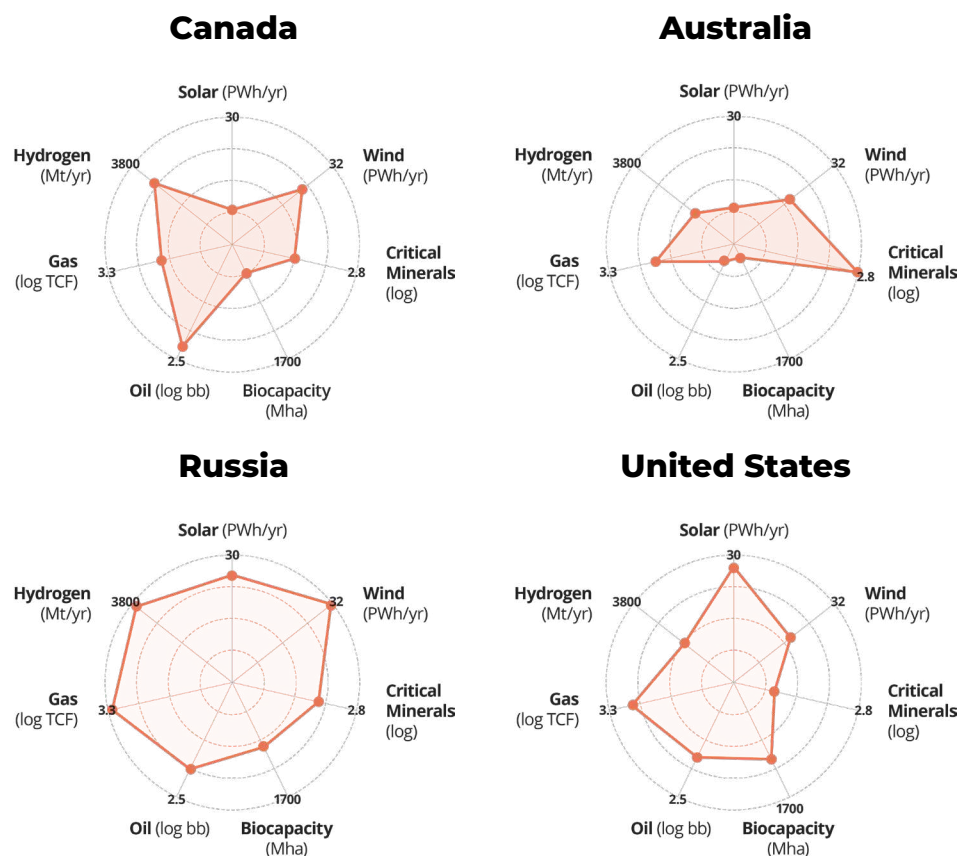 Canada
Solar (PWh/yr)
30
Hydrogen
(Mt/yr)
3800
32
Wind
(PWh/yr)
Gas
(log TCF)
3.3
2.8
Critical
Minerals
(log)
2.5
1700
Oil (log bb)
Biocapacity
(Mha)
Australia
Solar (PWh/yr)
30
Hydrogen
(Mt/yr)
3800
32
Wind
(PWh/yr)
Gas
(log TCF)
3.3
2.8
Critical
Minerals
(log)
2.5
1700
Oil (log bb)
Biocapacity
(Mha)
Russia
Solar (PWh/yr)
30
Hydrogen
(Mt/yr)
3800
32
Wind
(PWh/yr)
Gas
(log TCF)
3.3
2.8
Critical
Minerals
(log)
2.5
1700
Oil (log bb)
Biocapacity
(Mha)
United States
Solar (PWh/yr)
30
Hydrogen
(Mt/yr)
3800
32
Wind
(PWh/yr)
Gas
(log TCF)
3.3
2.8
Critical
Minerals
(log)
2.5
1700
Oil (log bb)
Biocapacity
(Mha)